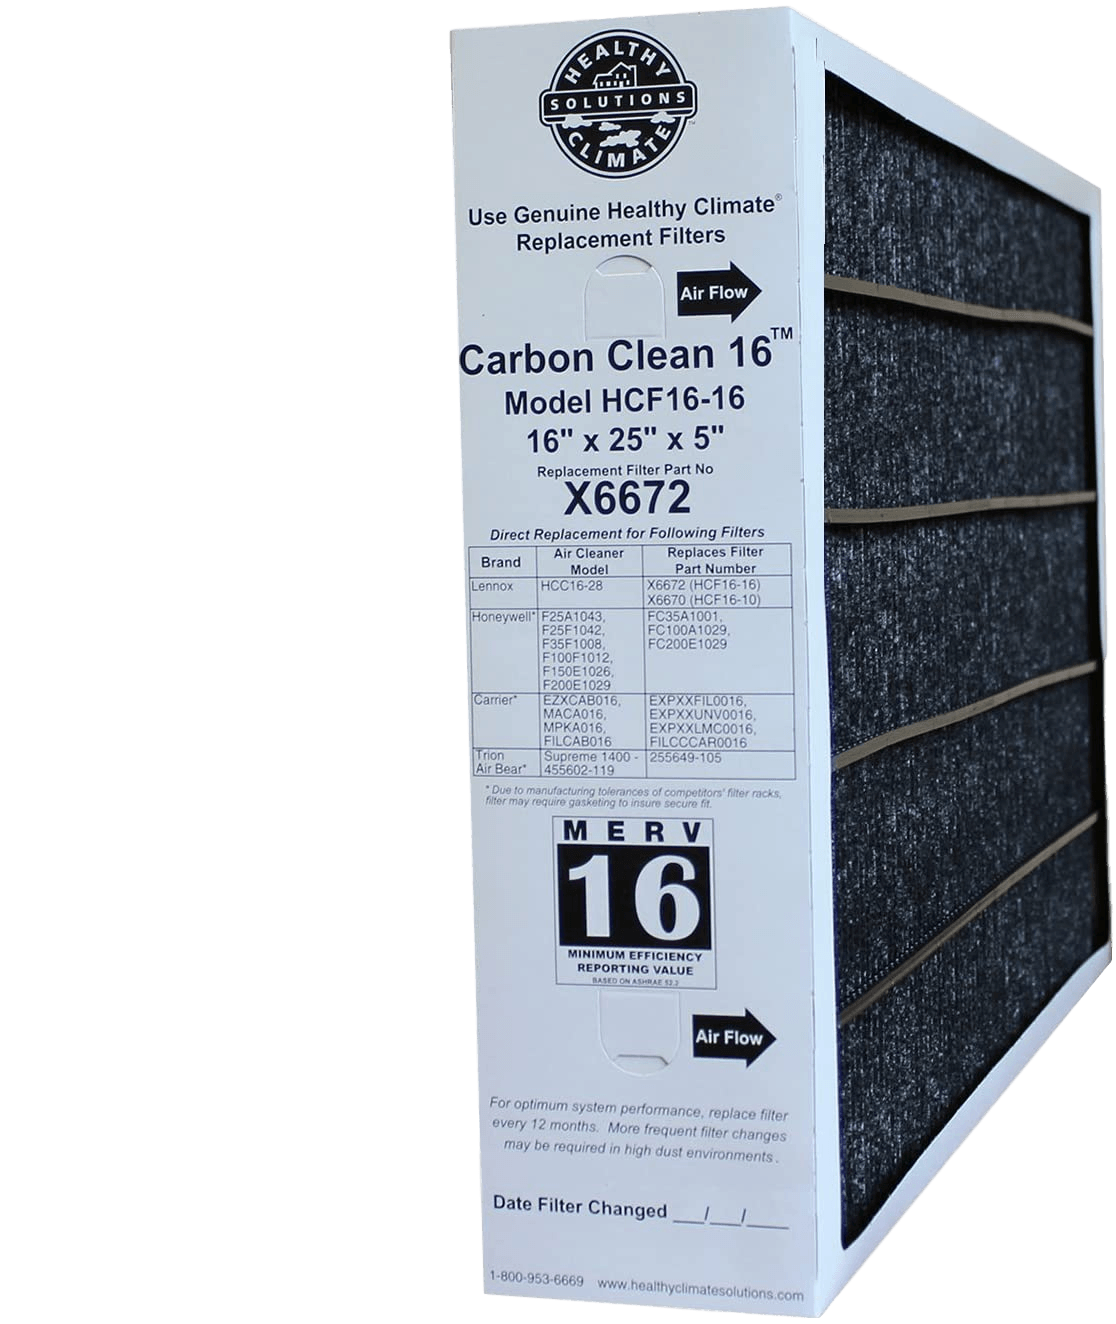 HEALTHY
SOLUTIONS
CLIMATE
TM
Use Genuine Healthy Climate®
Replacement Filters
Air Flow
Carbon Clean 16™
Model HCF16-16
16" x 25" x 5"
Replacement Filter Part No
X6672
Direct Replacement for Following Filters
Brand Air Cleaner Model Replaces Filter Part Number
Lennox HCC16-28 X6672 (HCF16-16)
X6670 (HCF16-10)
Honeywell* F25A1043, FC35A1001,
F25F1042, FC100A1029,
F35F1008, FC200E1029
F100F1012,
F150E1026,
F200E1029
Carrier* EZXCAB016, EXPXXFIL0016,
MACA016, EXPXXUNV0016,
MPKA016, EXPXXLMC0016,
FILCAB016 FILCCCAR0016
Trion Supreme 1400 - 255649-105
Air Bear* 455602-119
* Due to manufacturing tolerances of competitors' filter racks,
filter may require gasketing to insure secure fit.
MERV
16
MINIMUM EFFICIENCY
REPORTING VALUE
BASED ON ASHRAE 52.2
Air Flow
For optimum system performance, replace filter
every 12 months. More frequent filter changes
may be required in high dust environments.
Date Filter Changed ___/___/____
1-800-953-6669 www.healthyclimatesolutions.com